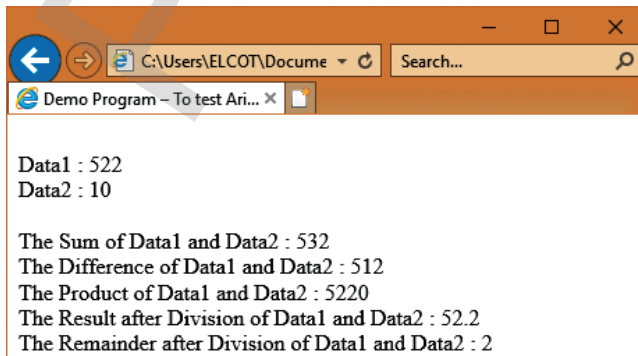 C:\Users\ELCOT\Docume
Search...
Demo Program – To test Ari...
Data1 : 522
Data2 : 10
The Sum of Data1 and Data2 : 532
The Difference of Data1 and Data2 : 512
The Product of Data1 and Data2 : 5220
The Result after Division of Data1 and Data2 : 52.2
The Remainder after Division of Data1 and Data2 : 2